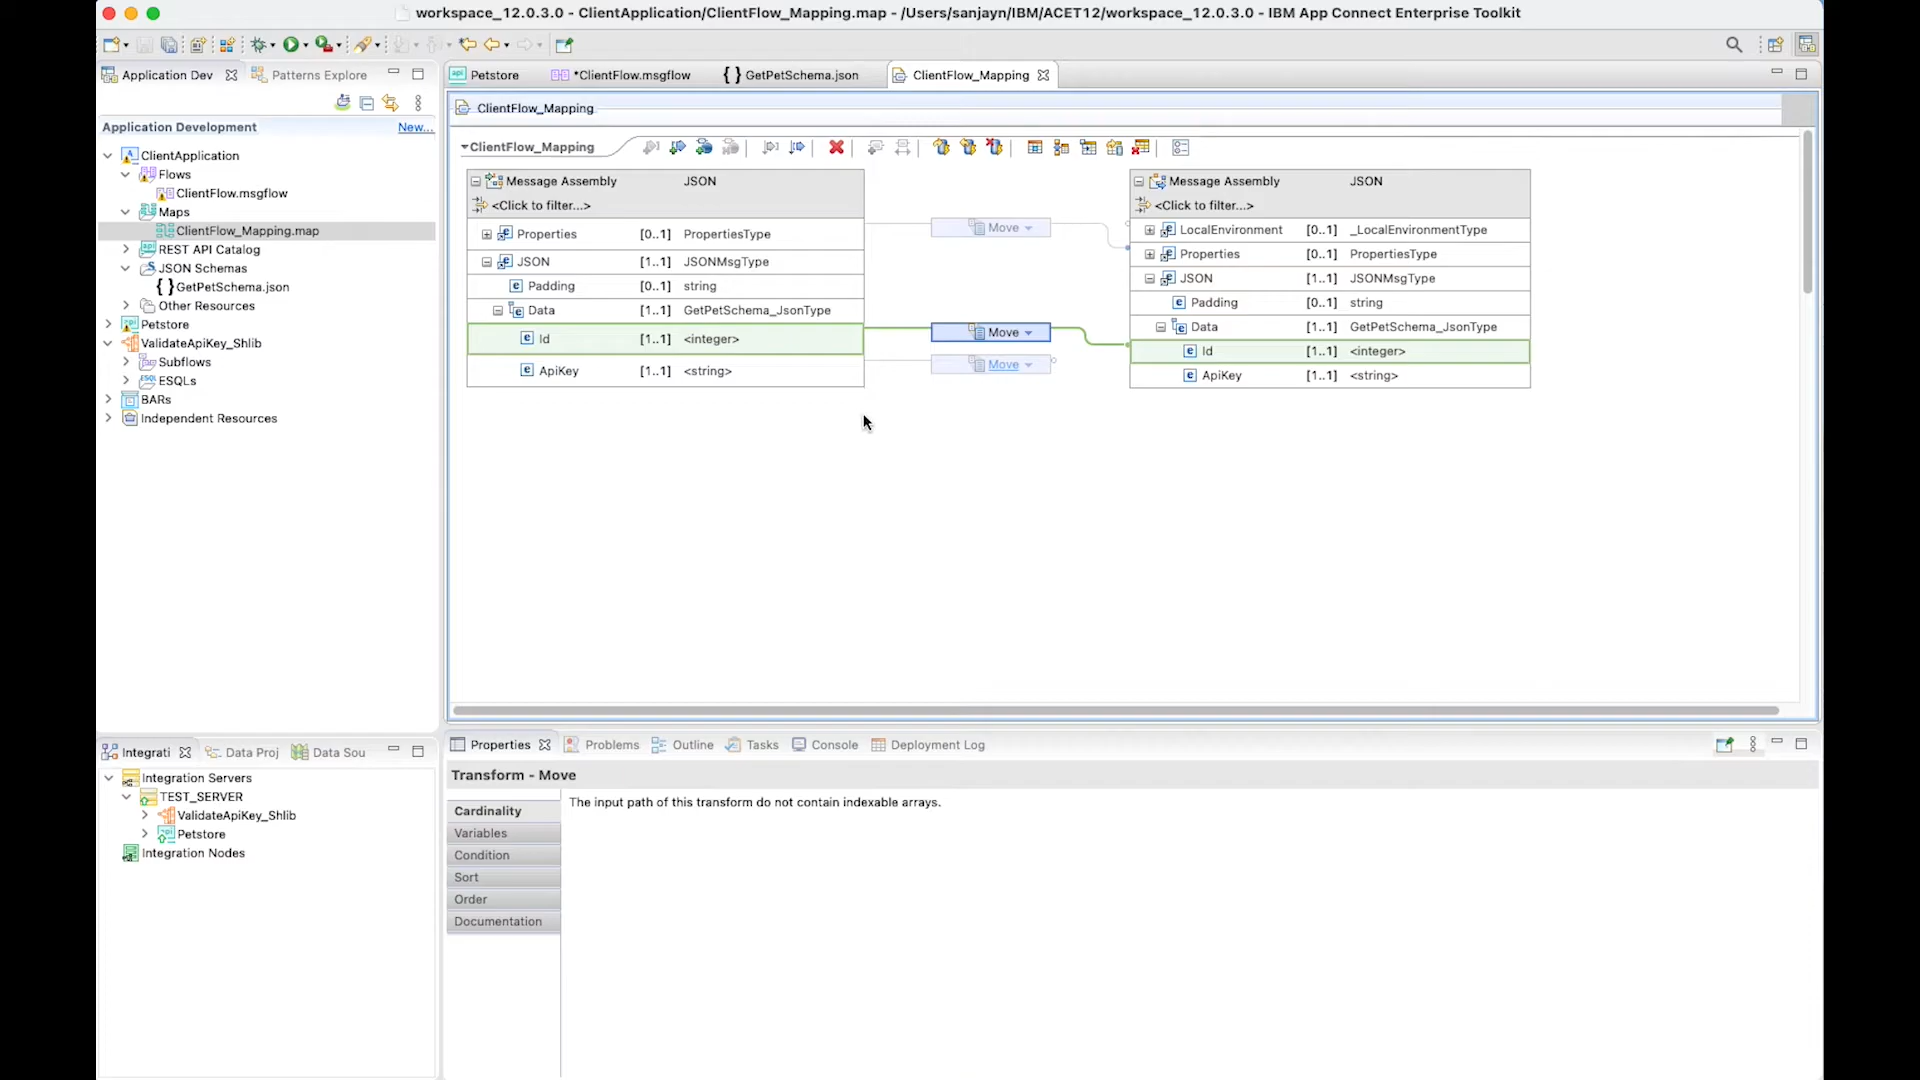 workspace_12.0.3.0 - ClientApplication/ClientFlow_Mapping.map - /Users/sanjayn/IBM/ACET12/workspace_12.0.3.0 - IBM App Connect Enterprise Toolkit
Application Dev
Patterns Explore
Petstore
*ClientFlow.msgflow
{ } GetPetSchema.json
ClientFlow_Mapping
Application Development
New...
ClientApplication
Flows
ClientFlow.msgflow
Maps
ClientFlow_Mapping.map
REST API Catalog
JSON Schemas
{ } GetPetSchema.json
Other Resources
Petstore
ValidateApiKey_Shlib
Subflows
ESQLs
BARs
Independent Resources
ClientFlow_Mapping
ClientFlow_Mapping
Message Assembly JSON
<Click to filter...>
Properties [0..1] PropertiesType
JSON [1..1] JSONMsgType
Padding [0..1] string
Data [1..1] GetPetSchema_JsonType
Id [1..1] <integer>
ApiKey [1..1] <string>
Move
Move
Move
Message Assembly JSON
<Click to filter...>
LocalEnvironment [0..1] _LocalEnvironmentType
Properties [0..1] PropertiesType
JSON [1..1] JSONMsgType
Padding [0..1] string
Data [1..1] GetPetSchema_JsonType
Id [1..1] <integer>
ApiKey [1..1] <string>
Integrati
Data Proj
Data Sou
Integration Servers
TEST_SERVER
ValidateApiKey_Shlib
Petstore
Integration Nodes
Properties
Problems
Outline
Tasks
Console
Deployment Log
Transform - Move
Cardinality
Variables
Condition
Sort
Order
Documentation
The input path of this transform do not contain indexable arrays.